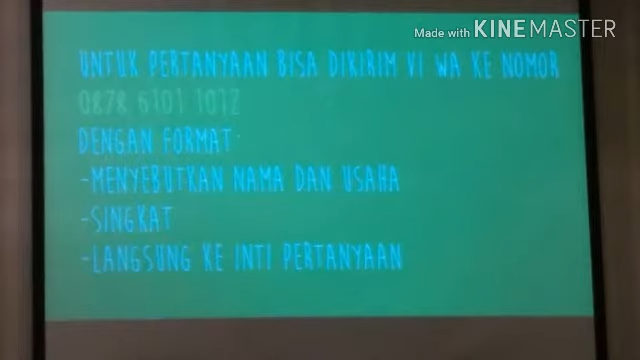 Made with KINEMASTER
UNTUK PERTANYAAN BISA DIKIRIM VI WA KE NOMOR
0878 6101 1012
DENGAN FORMAT:
-MENYEBUTKAN NAMA DAN USAHA
-SINGKAT
-LANGSUNG KE INTI PERTANYAAN